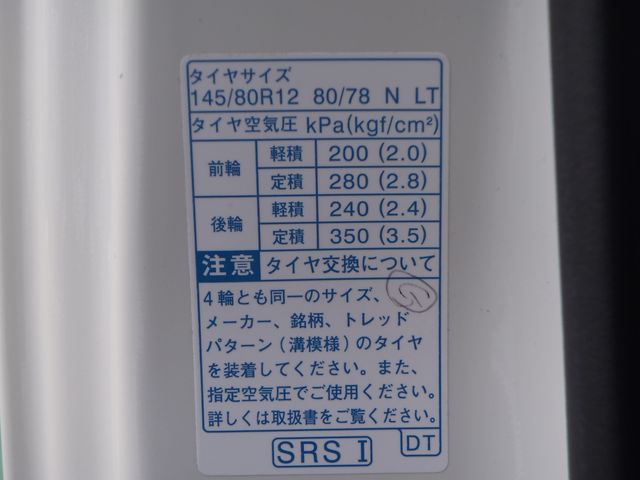 タイヤサイズ
145/80R12 80/78 N LT
タイヤ空気圧 kPa(kgf/cm²)
前輪 軽積 200 (2.0)
定積 280 (2.8)
後輪 軽積 240 (2.4)
定積 350 (3.5)
注意 タイヤ交換について
4輪とも同一のサイズ、
メーカー、銘柄、トレッド
パターン(溝模様)のタイヤ
を装着してください。また、
指定空気圧でご使用ください。
詳しくは取扱書をご覧ください。
SRS I DT